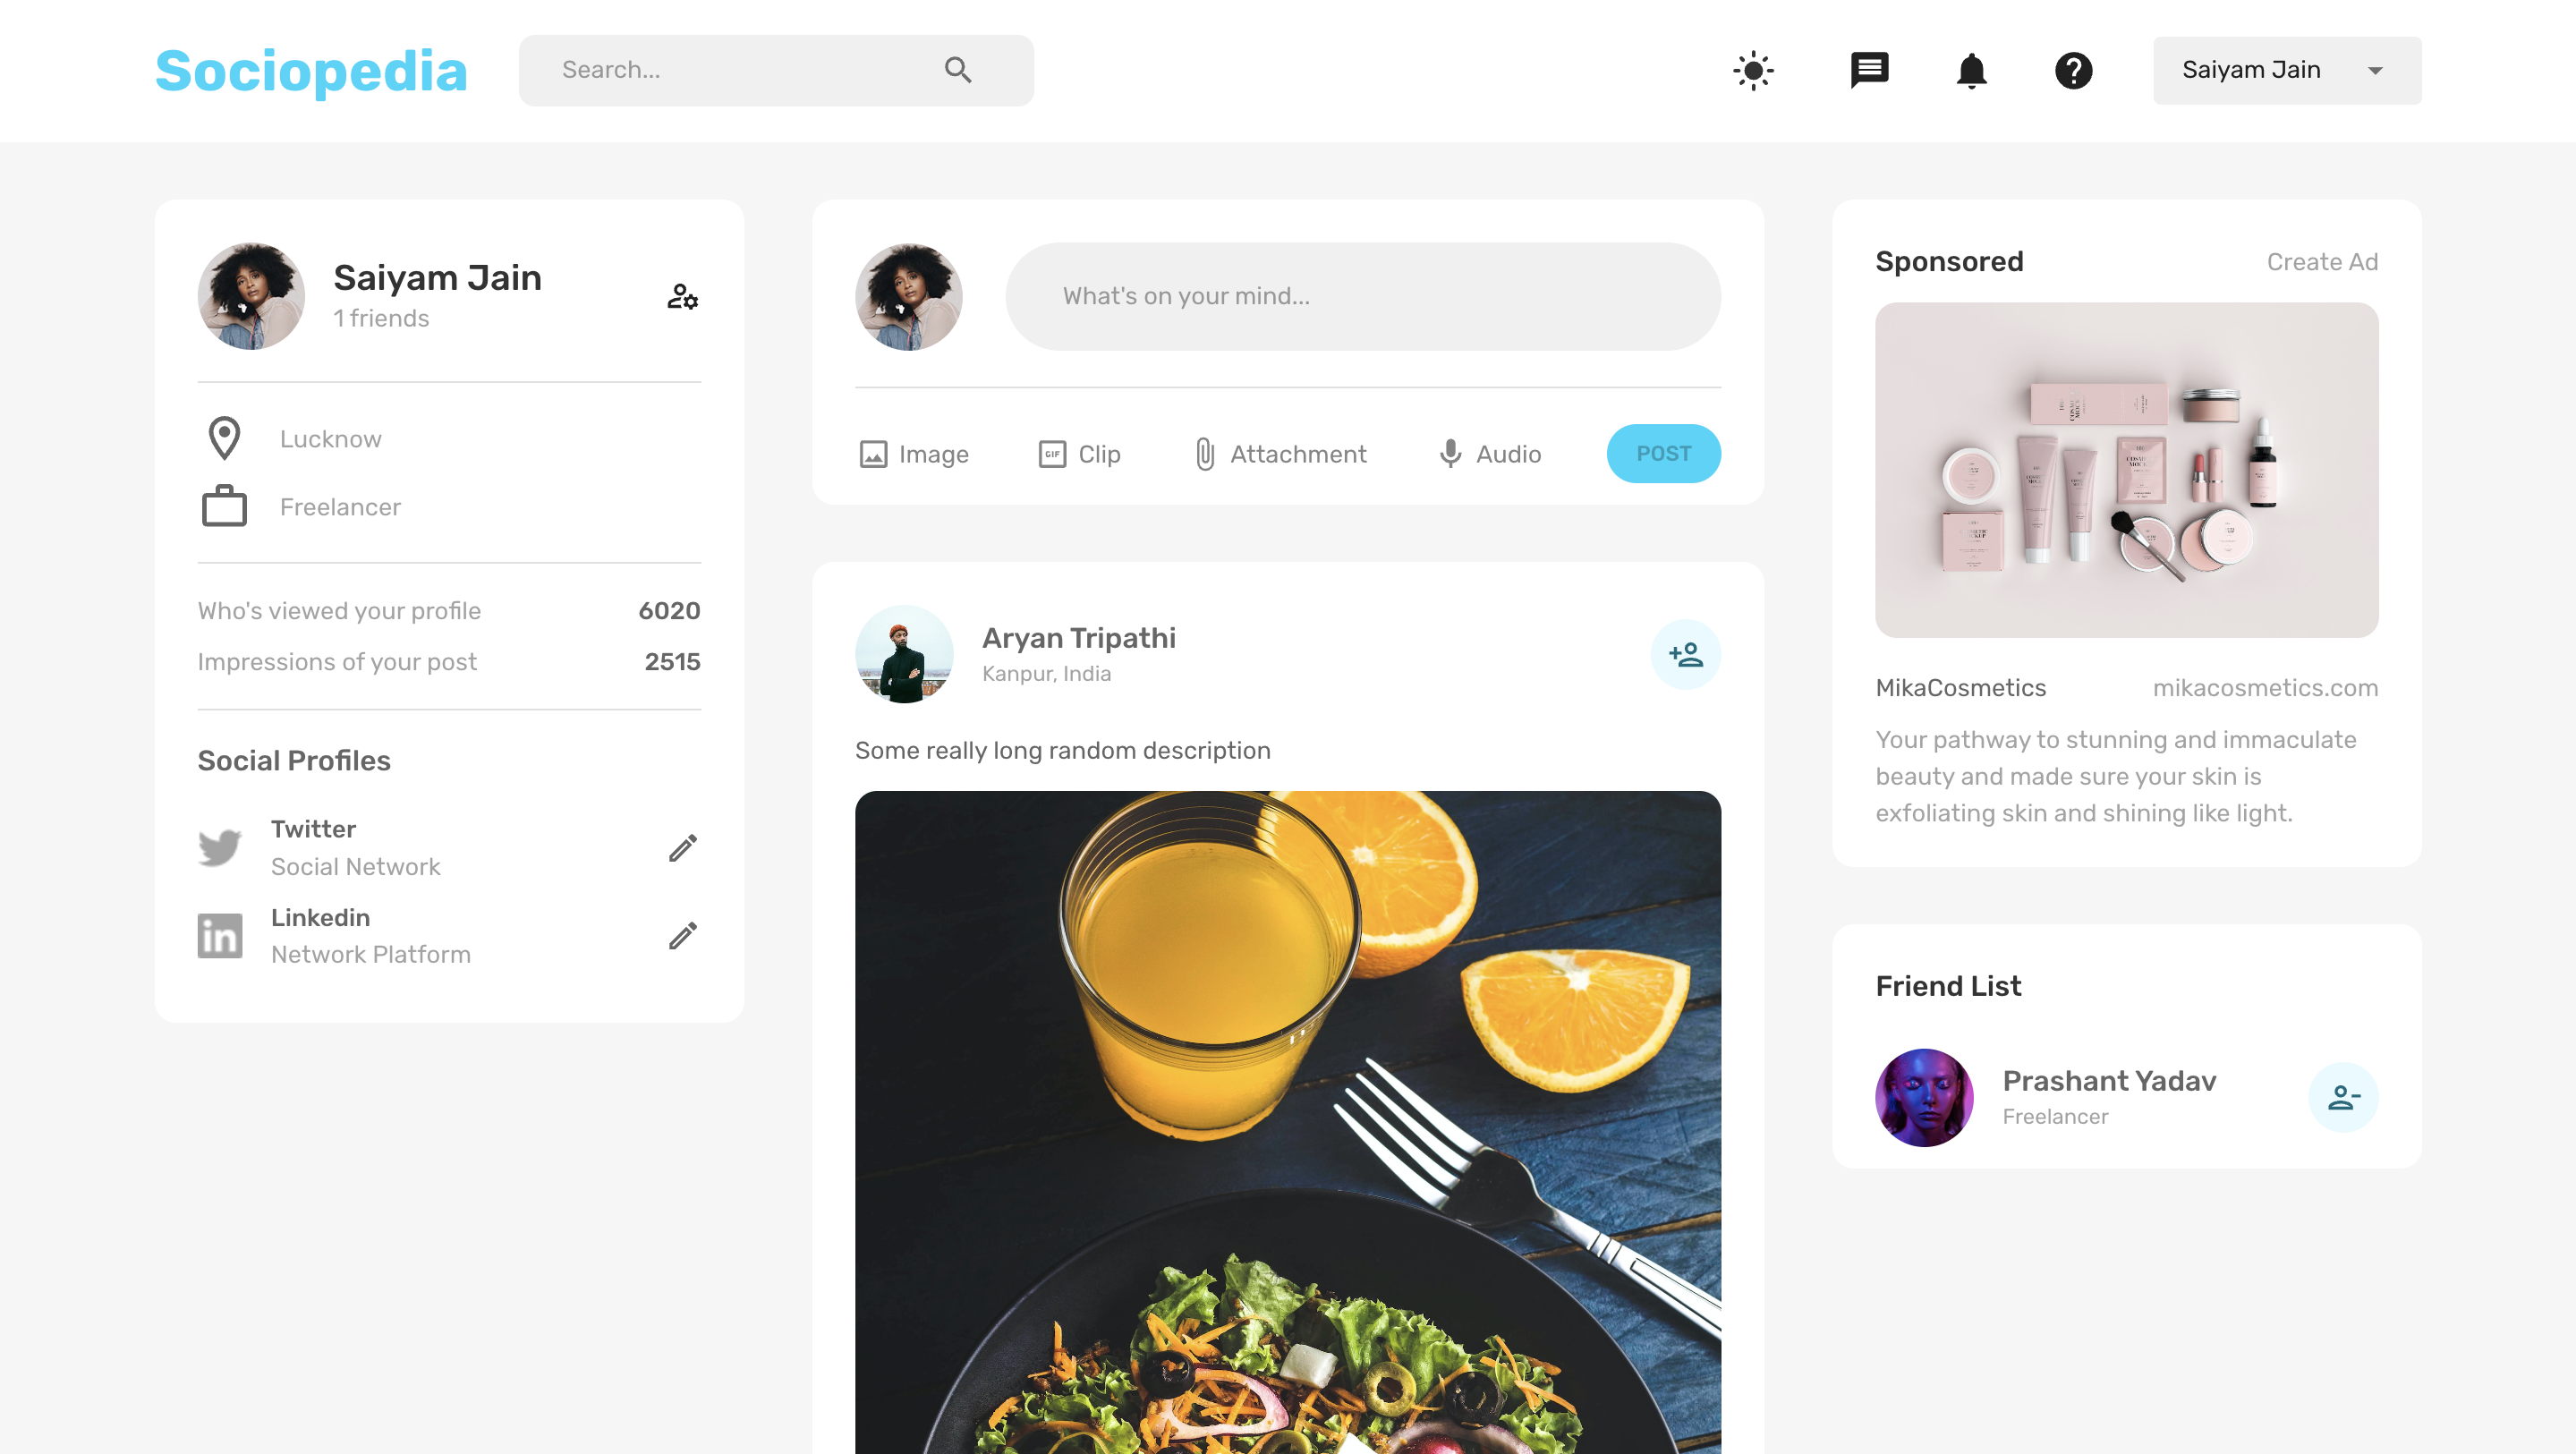 Sociopedia
Search...
Saiyam Jain
Saiyam Jain
1 friends
Lucknow
Freelancer
Who's viewed your profile 6020
Impressions of your post 2515
Social Profiles
Twitter
Social Network
in Linkedin
Network Platform
What's on your mind...
Image GIF Clip Attachment Audio POST
Aryan Tripathi
Kanpur, India
Some really long random description
Sponsored Create Ad
MikaCosmetics mikacosmetics.com
Your pathway to stunning and immaculate
beauty and made sure your skin is
exfoliating skin and shining like light.
Friend List
Prashant Yadav
Freelancer